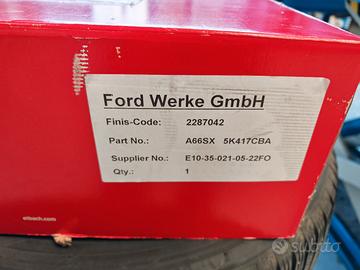 Ford Werke GmbH
Finis-Code: 2287042
Part No.: A66SX 5K417CBA
Supplier No.: E10-35-021-05-22FO
Qty.: 1
eibach.com
subito